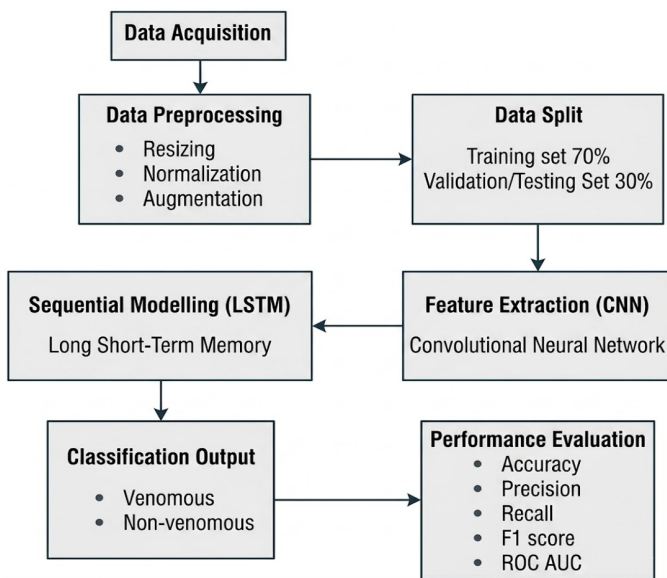 Data Acquisition
Data Preprocessing
• Resizing
• Normalization
• Augmentation
Data Split
Training set 70%
Validation/Testing Set 30%
Feature Extraction (CNN)
Convolutional Neural Network
Sequential Modelling (LSTM)
Long Short-Term Memory
Classification Output
• Venomous
• Non-venomous
Performance Evaluation
• Accuracy
• Precision
• Recall
• F1 score
• ROC AUC